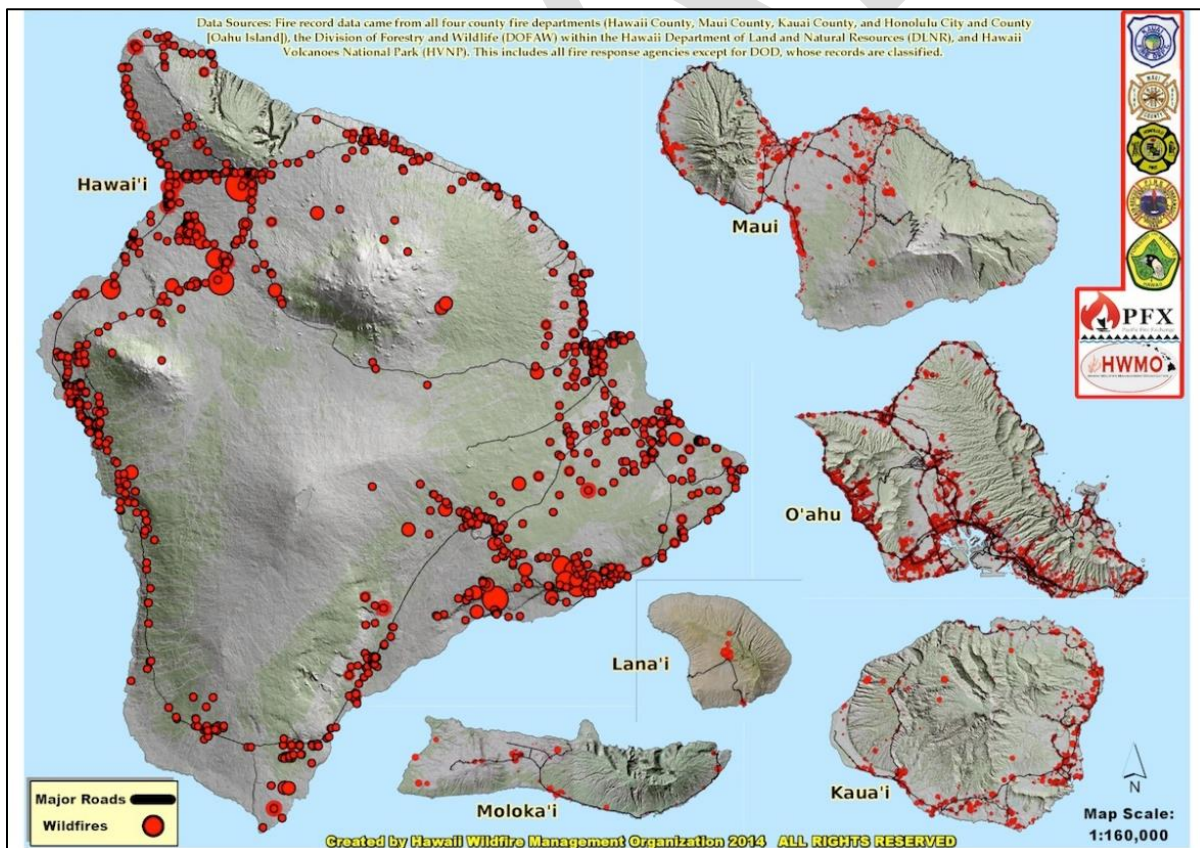 Data Sources: Fire record data came from all four county fire departments (Hawaii County, Maui County, Kauai County, and Honolulu City and County
[Oahu Island]), the Division of Forestry and Wildlife (DOFAW) within the Hawaii Department of Land and Natural Resources (DLNR), and Hawaii
Volcanoes National Park (HVNP). This includes all fire response agencies except for DOD, whose records are classified.
Hawai'i
Maui
PFX
Pacific Fire Exchange
HWMO
O'ahu
Lana'i
Moloka'i
Kaua'i
N
Map Scale:
1:160,000
Major Roads
Wildfires
Created by Hawaii Wildfire Management Organization 2014 ALL RIGHTS RESERVED